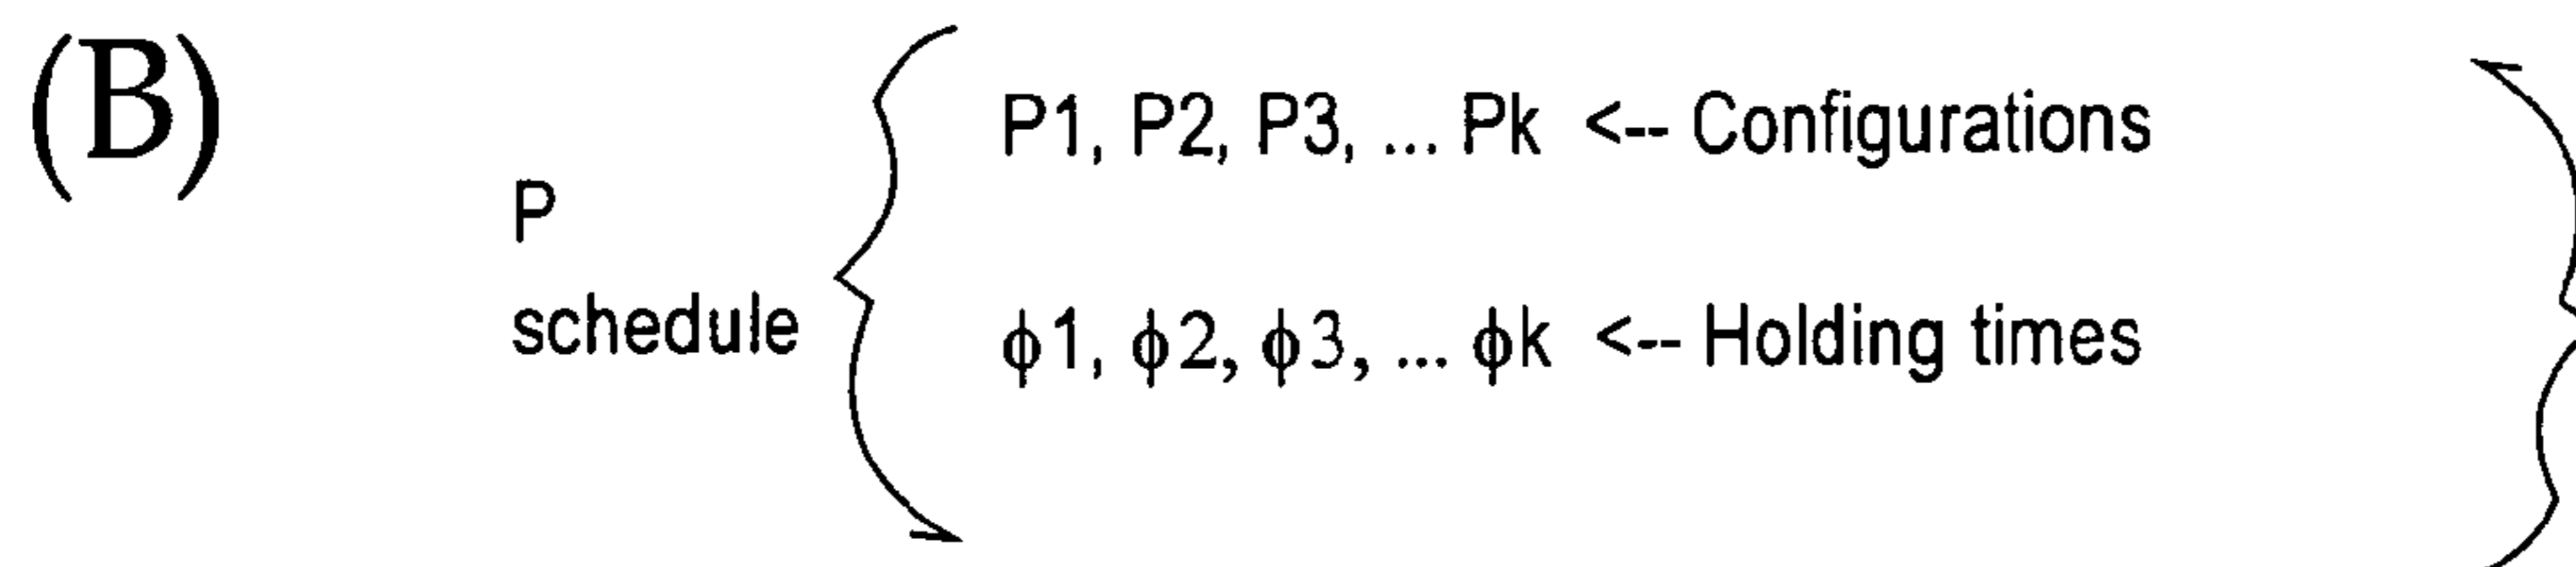 (B)
P1, P2, P3, ... Pk <-- Configurations
P
schedule
ϕ1, ϕ2, ϕ3, ... ϕk <-- Holding times